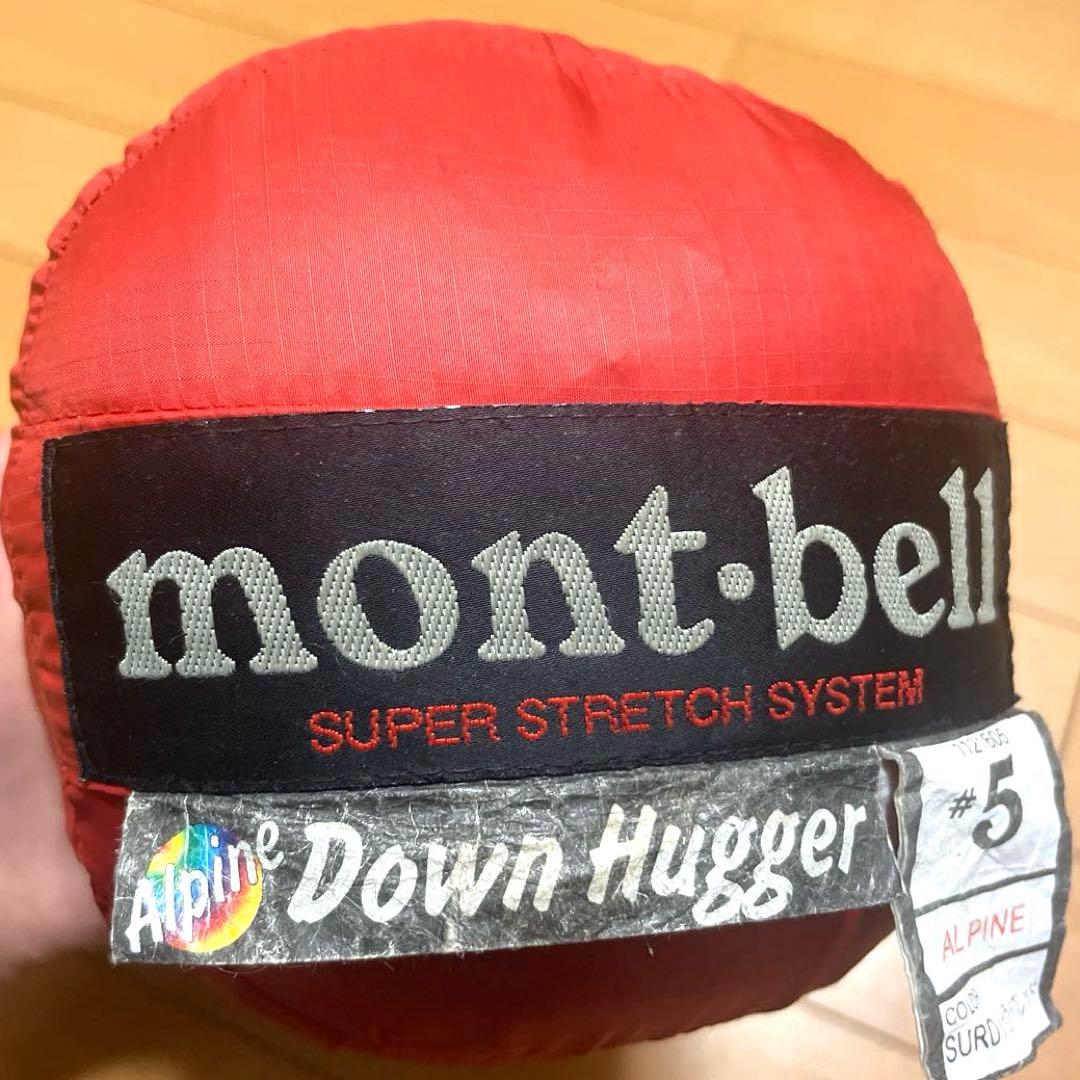 mont·bell
SUPER STRETCH SYSTEM
Alpine Down Hugger
#5
ALPINE
COLOR